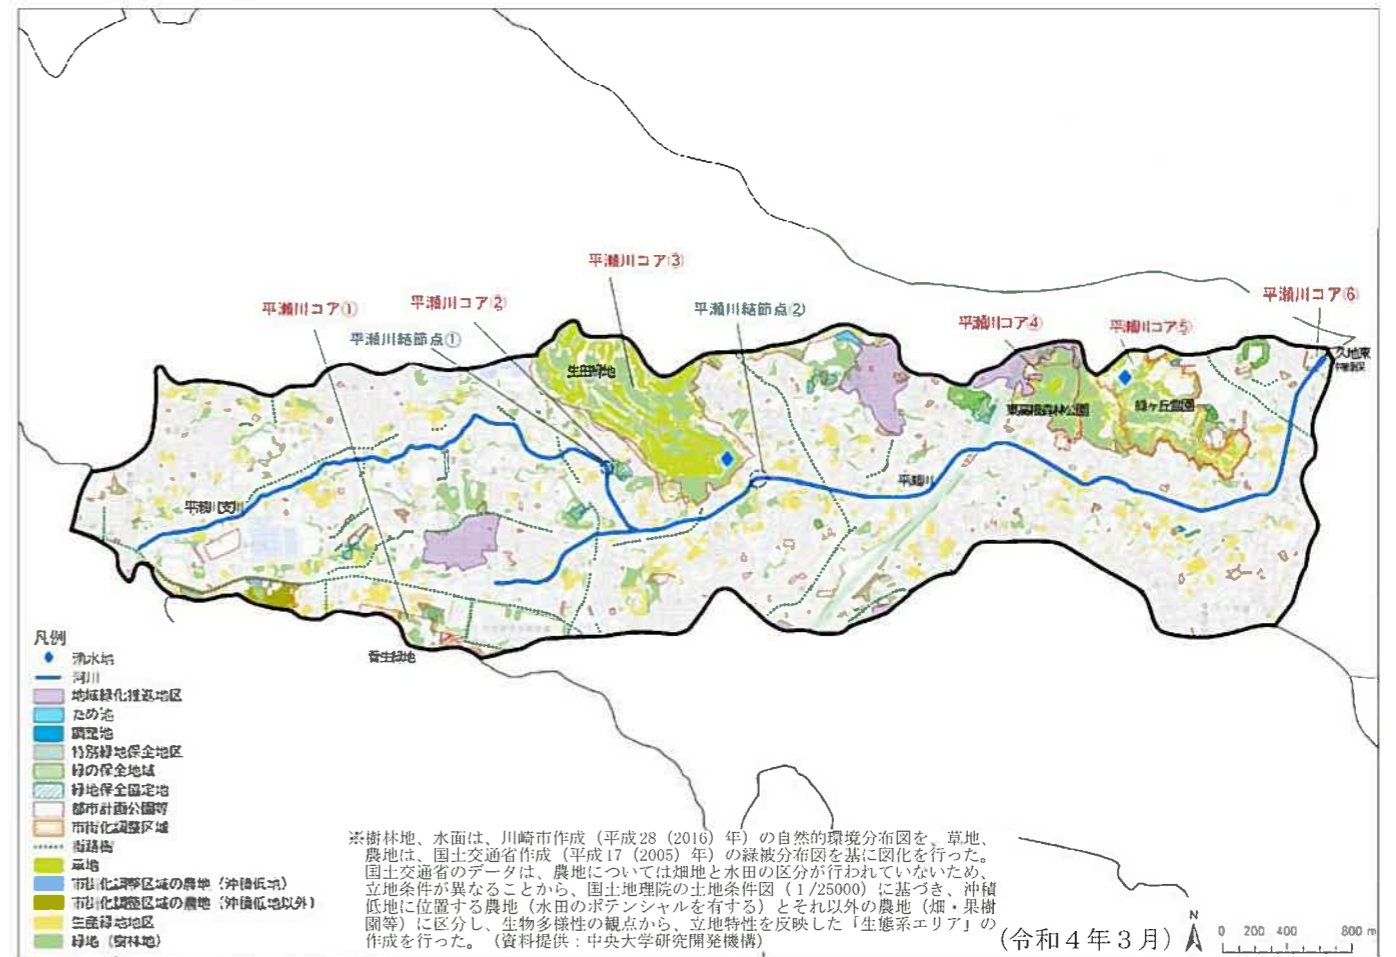 平瀬川コア③
平瀬川コア①
平瀬川コア②
平瀬川結節点①
平瀬川結節点②
平瀬川コア④
平瀬川コア⑤
平瀬川コア⑥
久地東
生田緑地
東高根森林公園
緑ヶ丘霊園
平瀬川
平瀬川支川
菅生緑地
凡例
湧水地
河川
地域緑化推進地区
ため池
調整池
特別緑地保全地区
緑の保全地域
緑地保全協定地
都市計画公園等
市街化調整区域
街路樹
草地
市街化調整区域の農地（沖積低地）
市街化調整区域の農地（沖積低地以外）
生産緑地地区
緑地（樹林地）
※樹林地、水面は、川崎市作成（平成28（2016）年）の自然的環境分布図を、草地、
農地は、国土交通省作成（平成17（2005）年）の緑被分布図を基に図化を行った。
国土交通省のデータは、農地については畑地と水田の区分が行われていないため、
立地条件が異なることから、国土地理院の土地条件図（1/25000）に基づき、沖積
低地に位置する農地（水田のポテンシャルを有する）とそれ以外の農地（畑・果樹
園等）に区分し、生物多様性の観点から、立地特性を反映した「生態系エリア」の
作成を行った。（資料提供：中央大学研究開発機構）
（令和４年３月）
N
0 200 400 800 m